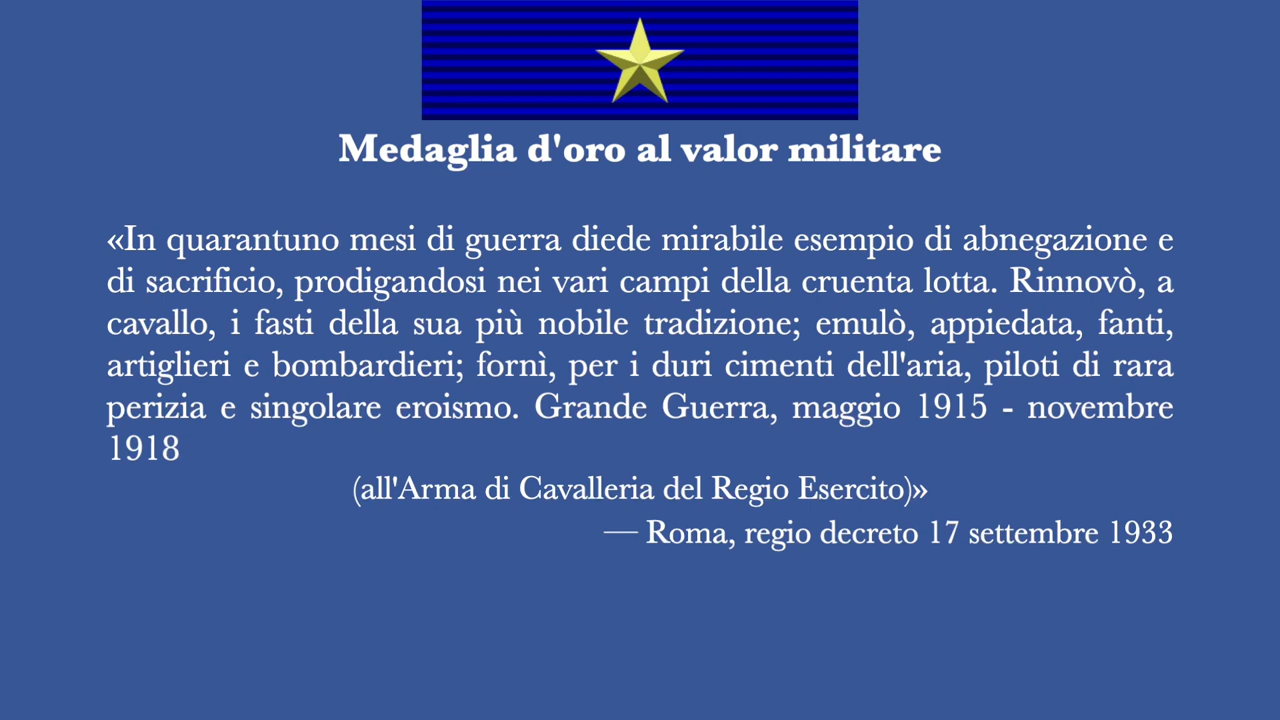 Medaglia d'oro al valor militare
«In quarantuno mesi di guerra diede mirabile esempio di abnegazione e
di sacrificio, prodigandosi nei vari campi della cruenta lotta. Rinnovò, a
cavallo, i fasti della sua più nobile tradizione; emulò, appiedata, fanti,
artiglieri e bombardieri; fornì, per i duri cimenti dell'aria, piloti di rara
perizia e singolare eroismo. Grande Guerra, maggio 1915 - novembre
1918
(all'Arma di Cavalleria del Regio Esercito)»
— Roma, regio decreto 17 settembre 1933